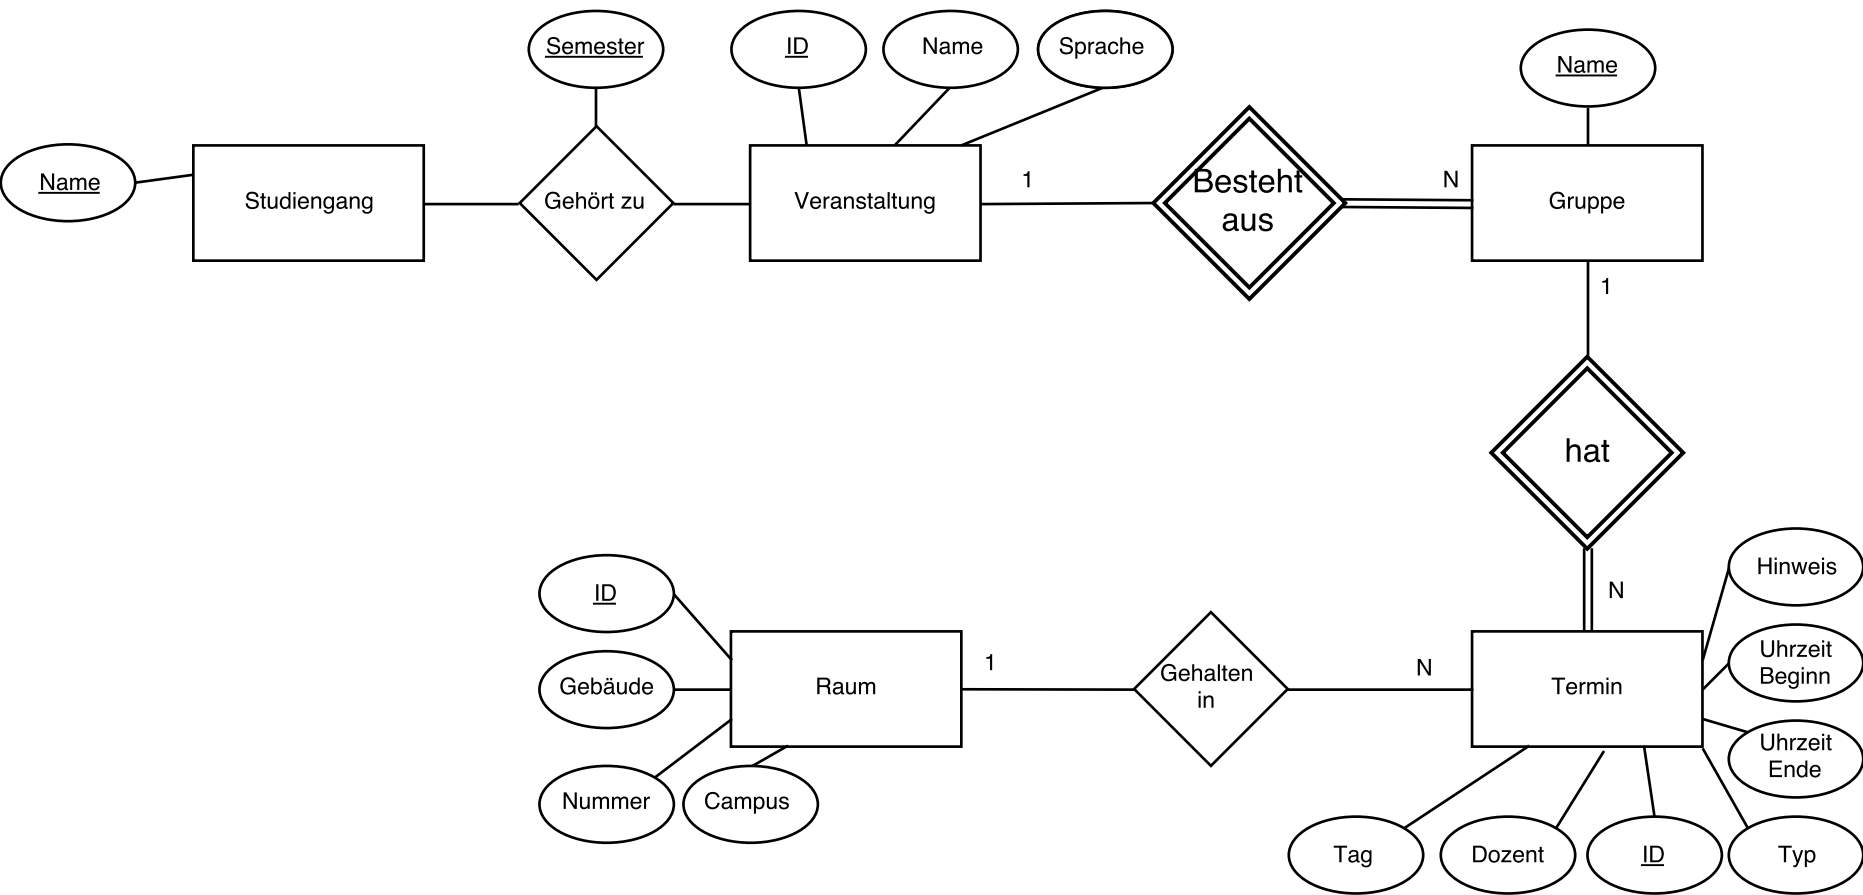 Semester
ID
Name
Sprache
Name
Name
Studiengang
Gehört zu
Veranstaltung
1
Besteht
aus
N
Gruppe
1
hat
N
Hinweis
Uhrzeit
Beginn
Uhrzeit
Ende
ID
Gebäude
Nummer
Campus
Raum
1
Gehalten
in
N
Termin
Tag
Dozent
ID
Typ